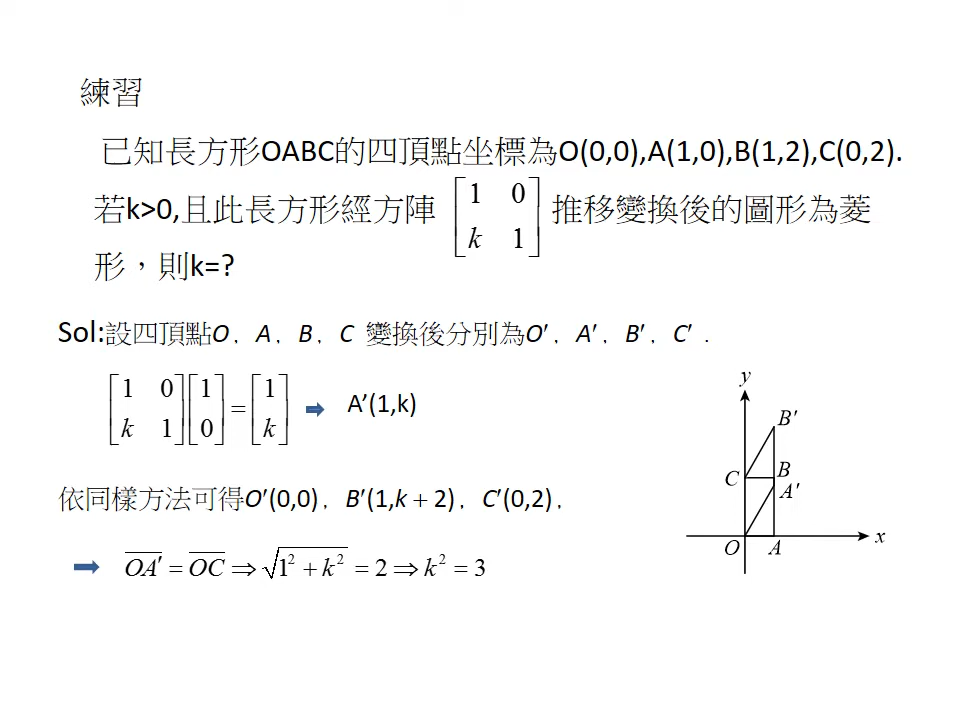 練習
已知長方形OABC的四頂點坐標為O(0,0),A(1,0),B(1,2),C(0,2).
若k>0,且此長方形經方陣 [1 0; k 1] 推移變換後的圖形為菱
形，則k=?
Sol:設四頂點O，A，B，C 變換後分別為O′，A′，B′，C′．
[1 0; k 1][1; 0]=[1; k] ⇨ A’(1,k)
依同樣方法可得O′(0,0)，B′(1,k + 2)，C′(0,2)，
➡ OA′ = OC ⇒ √(1² + k²) = 2 ⇒ k² = 3
y
B′
C
B
A′
O
A
x